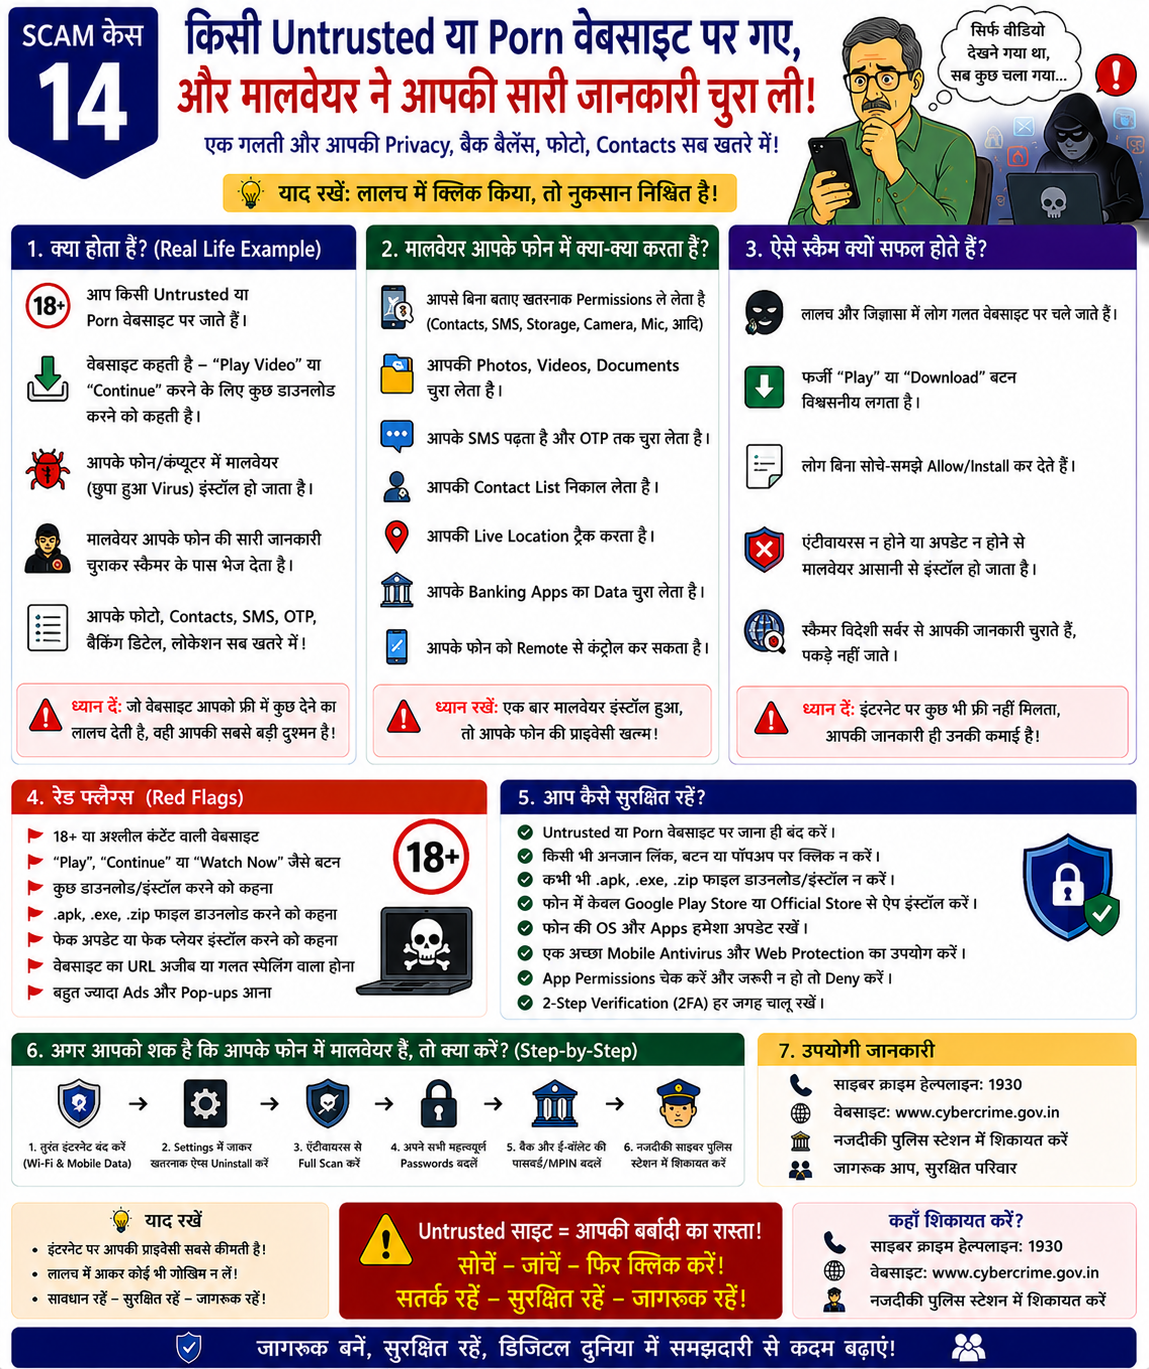 SCAM केस
14
किसी Untrusted या Porn वेबसाइट पर गए,
और मालवेयर ने आपकी सारी जानकारी चुरा ली!
एक गलती और आपकी Privacy, बैक बैलेंस, फोटो, Contacts सब खतरे में!
याद रखें: लालच में क्लिक किया, तो नुकसान निश्चित है!
सिर्फ वीडियो
देखने गया था,
सब कुछ चला गया...
1. क्या होता हैं? (Real Life Example)
18+
आप किसी Untrusted या
Porn वेबसाइट पर जाते हैं।
वेबसाइट कहती है – “Play Video” या
“Continue” करने के लिए कुछ डाउनलोड
करने को कहती है।
आपके फोन/कंप्यूटर में मालवेयर
(छुपा हुआ Virus) इंस्टॉल हो जाता है।
मालवेयर आपके फोन की सारी जानकारी
चुराकर स्कैमर के पास भेज देता है।
आपके फोटो, Contacts, SMS, OTP,
बैकिंग डिटेल, लोकेशन सब खतरे में!
ध्यान दें: जो वेबसाइट आपको फ्री में कुछ देने का
लालच देती है, वही आपकी सबसे बड़ी दुश्मन है!
2. मालवेयर आपके फोन में क्या-क्या करता हैं?
आपसे बिना बताए खतरनाक Permissions ले लेता है
(Contacts, SMS, Storage, Camera, Mic, आदि)
आपकी Photos, Videos, Documents
चुरा लेता है।
आपके SMS पढ़ता है और OTP तक चुरा लेता है।
आपकी Contact List निकाल लेता है।
आपकी Live Location ट्रैक करता है।
आपके Banking Apps का Data चुरा लेता है।
आपके फोन को Remote से कंट्रोल कर सकता है।
ध्यान रखें: एक बार मालवेयर इंस्टॉल हुआ,
तो आपके फोन की प्राइवेसी खत्म!
3. ऐसे स्कैम क्यों सफल होते हैं?
लालच और जिज्ञासा में लोग गलत वेबसाइट पर चले जाते हैं।
फर्जी “Play” या “Download” बटन
विश्वसनीय लगता है।
लोग बिना सोचे-समझे Allow/Install कर देते हैं।
एंटीवायरस न होने या अपडेट न होने से
मालवेयर आसानी से इंस्टॉल हो जाता है।
स्कैमर विदेशी सर्वर से आपकी जानकारी चुराते हैं,
पकड़े नहीं जाते।
ध्यान दें: इंटरनेट पर कुछ भी फ्री नहीं मिलता,
आपकी जानकारी ही उनकी कमाई है!
4. रेड फ्लैग्स (Red Flags)
18+ या अश्लील कंटेंट वाली वेबसाइट
“Play”, “Continue” या “Watch Now” जैसे बटन
कुछ डाउनलोड/इंस्टॉल करने को कहना
.apk, .exe, .zip फाइल डाउनलोड करने को कहना
फेक अपडेट या फेक प्लेयर इंस्टॉल करने को कहना
वेबसाइट का URL अजीब या गलत स्पेलिंग वाला होना
बहुत ज्यादा Ads और Pop-ups आना
18+
5. आप कैसे सुरक्षित रहें?
Untrusted या Porn वेबसाइट पर जाना ही बंद करें।
किसी भी अनजान लिंक, बटन या पॉपअप पर क्लिक न करें।
कभी भी .apk, .exe, .zip फाइल डाउनलोड/इंस्टॉल न करें।
फोन में केबल Google Play Store या Official Store से ऐप इंस्टॉल करें।
फोन की OS और Apps हमेशा अपडेट रखें।
एक अच्छा Mobile Antivirus और Web Protection का उपयोग करें।
App Permissions चेक करें और जरूरी न हो तो Deny करें।
2-Step Verification (2FA) हर जगह चालू रखें।
6. अगर आपको शक है कि आपके फोन में मालवेयर हैं, तो क्या करें? (Step-by-Step)
1. तुरंत इंटरनेट बंद करें
(Wi-Fi & Mobile Data)
2. Settings में जाकर
खतरनाक ऐप्स Uninstall करें
3. एंटीवायरस से
Full Scan करें
4. अपने सभी महत्वपूर्ण
Passwords बदलें
5. बैंक और ई-वॉलेट की
पासवर्ड/MPIN बदलें
6. नजदीकी साइबर पुलिस
स्टेशन में शिकायत करें
7. उपयोगी जानकारी
साइबर क्राइम हेल्पलाइन: 1930
वेबसाइट: www.cybercrime.gov.in
नजदीकी पुलिस स्टेशन में शिकायत करें
जागरूक आप, सुरक्षित परिवार
याद रखें
• इंटरनेट पर आपकी प्राइवेसी सबसे कीमती है!
• लालच में आकर कोई भी गोखिम न लें!
• सावधान रहें – सुरक्षित रहें – जागरूक रहें!
Untrusted साइट = आपकी बर्बादी का रास्ता!
सोचें – जांचें – फिर क्लिक करें!
सतर्क रहें – सुरक्षित रहें – जागरूक रहें!
कहाँ शिकायत करें?
साइबर क्राइम हेल्पलाइन: 1930
वेबसाइट: www.cybercrime.gov.in
नजदीकी पुलिस स्टेशन में शिकायत करें
जागरूक बनें, सुरक्षित रहें, डिजिटल दुनिया में समझदारी से कदम बढ़ाएं!